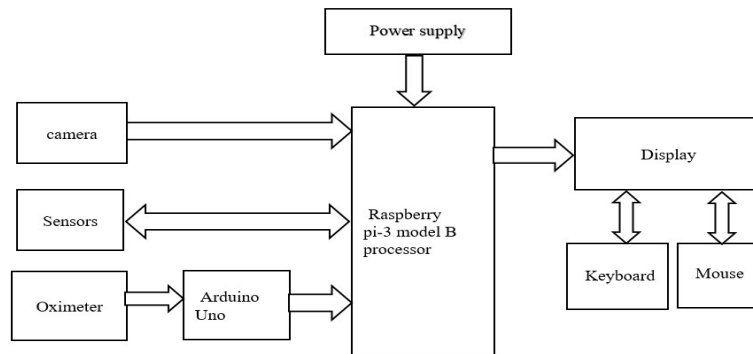 Power supply
camera
Display
Sensors
Raspberry
pi-3 model B
processor
Oximeter
Arduino
Uno
Keyboard
Mouse